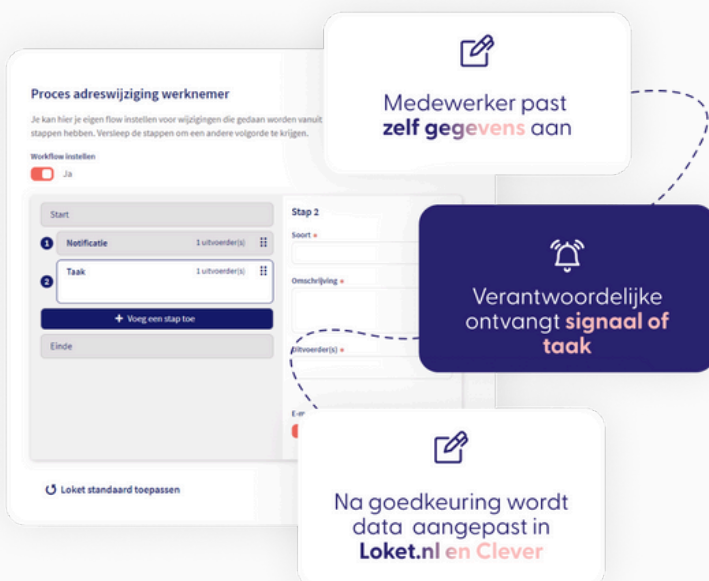 Proces adreswijziging werknemer
Je kan hier je eigen flow instellen voor wijzigingen die gedaan worden vanuit
stappen hebben. Versleep de stappen om een andere volgorde te krijgen.
Workflow instellen
Ja
Start
1 Notificatie 1 uitvoerder(s)
2 Taak 1 uitvoerder(s)
+ Voeg een stap toe
Einde
Loket standaard toepassen
Stap 2
Soort *
Omschrijving *
Uitvoerder(s) *
Medewerker past
zelf gegevens aan
Verantwoordelijke
ontvangt signaal of
taak
Na goedkeuring wordt
data aangepast in
Loket.nl en Clever